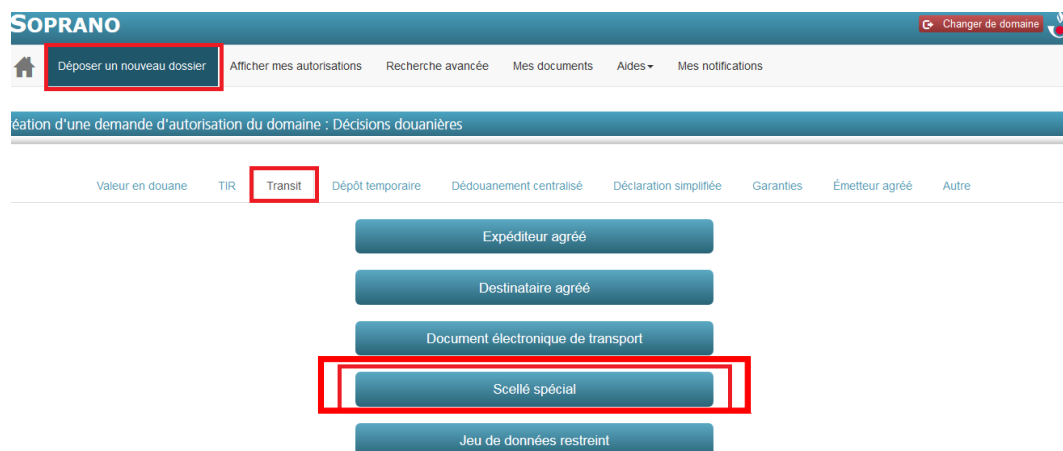 SOPRANO
Changer de domaine
Déposer un nouveau dossier Afficher mes autorisations Recherche avancée Mes documents Aides Mes notifications
éation d'une demande d'autorisation du domaine : Décisions douanières
Valeur en douane TIR Transit Dépôt temporaire Dédouanement centralisé Déclaration simplifiée Garanties Émetteur agréé Autre
Expéditeur agréé
Destinataire agréé
Document électronique de transport
Scellé spécial
Jeu de données restreint